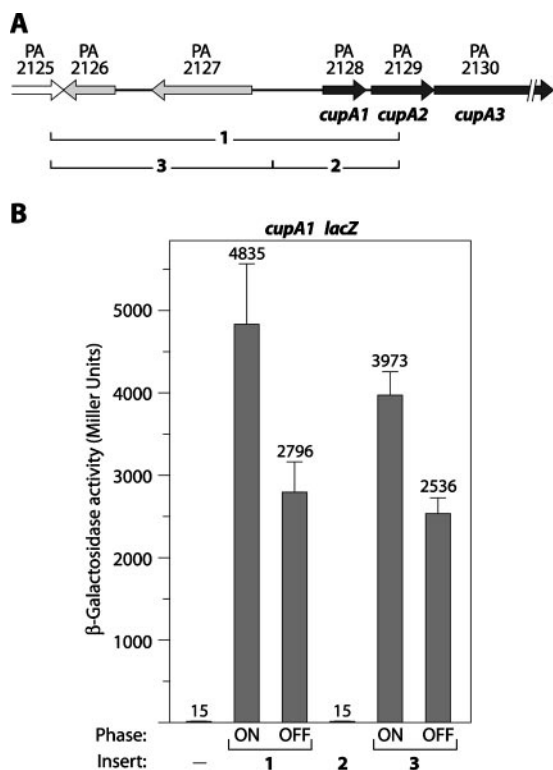 A
PA PA PA PA PA PA
2125 2126 2127 2128 2129 2130
cupA1 cupA2 cupA3
1
3 2
B
cupA1 lacZ
4835
5000
3973
4000
2796
3000
2536
2000
1000
15 15
β-Galactosidase activity (Miller Units)
Phase: ON OFF ON OFF
Insert: – 1 2 3